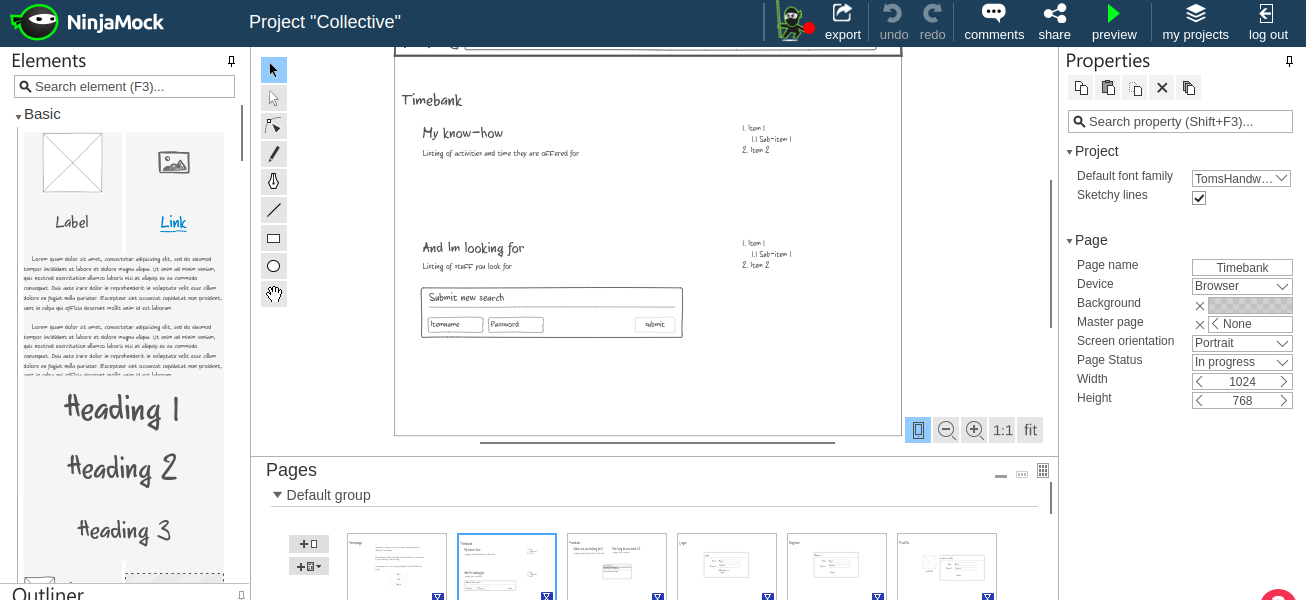 NinjaMock
Project "Collective"
export
undo
redo
comments
share
preview
my projects
log out
Elements
Search element (F3)...
Basic
Label
Link
Lorem ipsum dolor sit amet, consectetur adipisicing elit, sed do eiusmod
tempor incididunt ut labore et dolore magna aliqua. Ut enim ad minim veniam,
quis nostrud exercitation ullamco laboris nisi ut aliquip ex ea commodo
consequat. Duis aute irure dolor in reprehenderit in voluptate velit esse cillum
dolore eu fugiat nulla pariatur. Excepteur sint occaecat cupidatat non proident,
sunt in culpa qui officia deserunt mollit anim id est laborum.
Lorem ipsum dolor sit amet, consectetur adipisicing elit, sed do eiusmod
tempor incididunt ut labore et dolore magna aliqua. Ut enim ad minim veniam,
quis nostrud exercitation ullamco laboris nisi ut aliquip ex ea commodo
consequat. Duis aute irure dolor in reprehenderit in voluptate velit esse cillum
dolore eu fugiat nulla pariatur. Excepteur sint occaecat cupidatat non proident,
sunt in culpa qui officia deserunt mollit anim id est laborum.
Heading 1
Heading 2
Heading 3
Outliner
Timebank
My know-how
Listing of activities and time they are offered for
1. Item 1
1.1 Sub-item 1
2. Item 2
And Im looking for
Listing of stuff you look for
1. Item 1
1.1 Sub-item 1
2. Item 2
Submit new search
Itemname
Password
submit
1:1
fit
Pages
Default group
Homepage
Timebank
Login
Register
Profile
Properties
Search property (Shift+F3)...
Project
Default font family
TomsHandw...
Sketchy lines
Page
Page name
Timebank
Device
Browser
Background
Master page
None
Screen orientation
Portrait
Page Status
In progress
Width
1024
Height
768